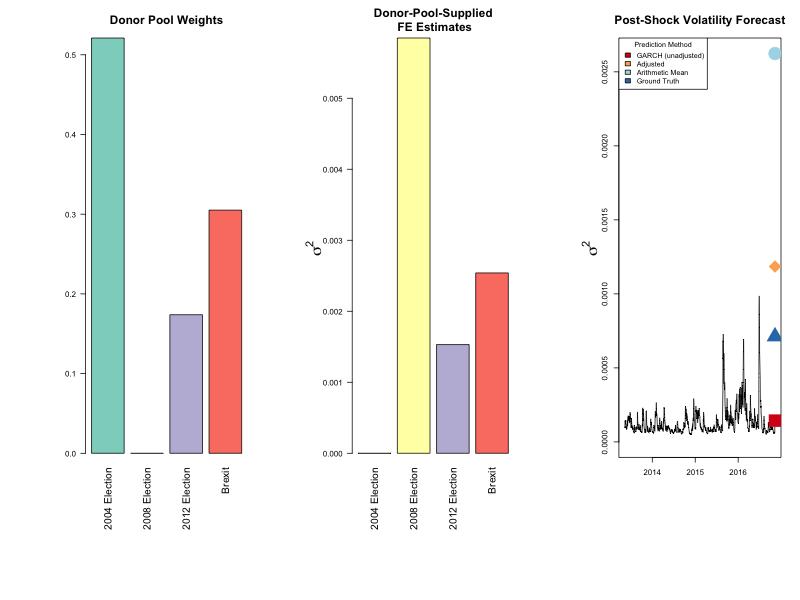 Donor Pool Weights
0.5
0.4
0.3
0.2
0.1
0.0
2004 Election
2008 Election
2012 Election
Brexit
Donor-Pool-Supplied
FE Estimates
σ2
0.005
0.004
0.003
0.002
0.001
0.000
2004 Election
2008 Election
2012 Election
Brexit
Post-Shock Volatility Forecast
Prediction Method
GARCH (unadjusted)
Adjusted
Arithmetic Mean
Ground Truth
σ2
0.0025
0.0020
0.0015
0.0010
0.0005
0.0000
2014
2015
2016